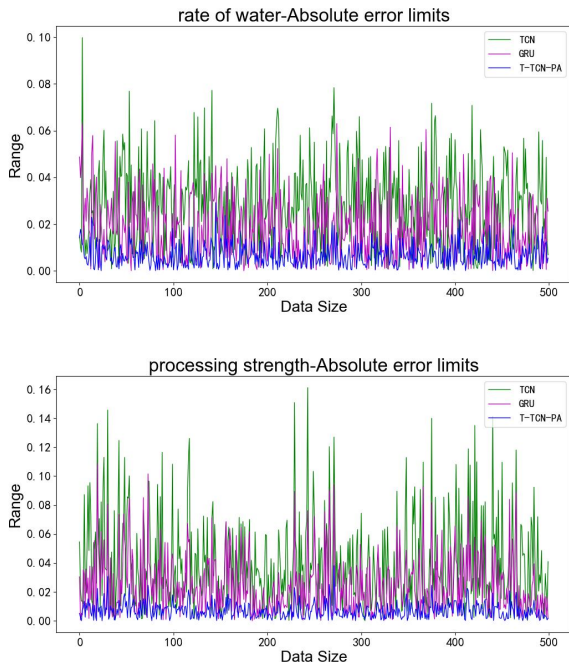 rate of water-Absolute error limits
0.10
0.08
0.06
0.04
0.02
0.00
Range
TCN
GRU
T-TCN-PA
0 100 200 300 400 500
Data Size
processing strength-Absolute error limits
0.16
0.14
0.12
0.10
0.08
0.06
0.04
0.02
0.00
Range
TCN
GRU
T-TCN-PA
0 100 200 300 400 500
Data Size